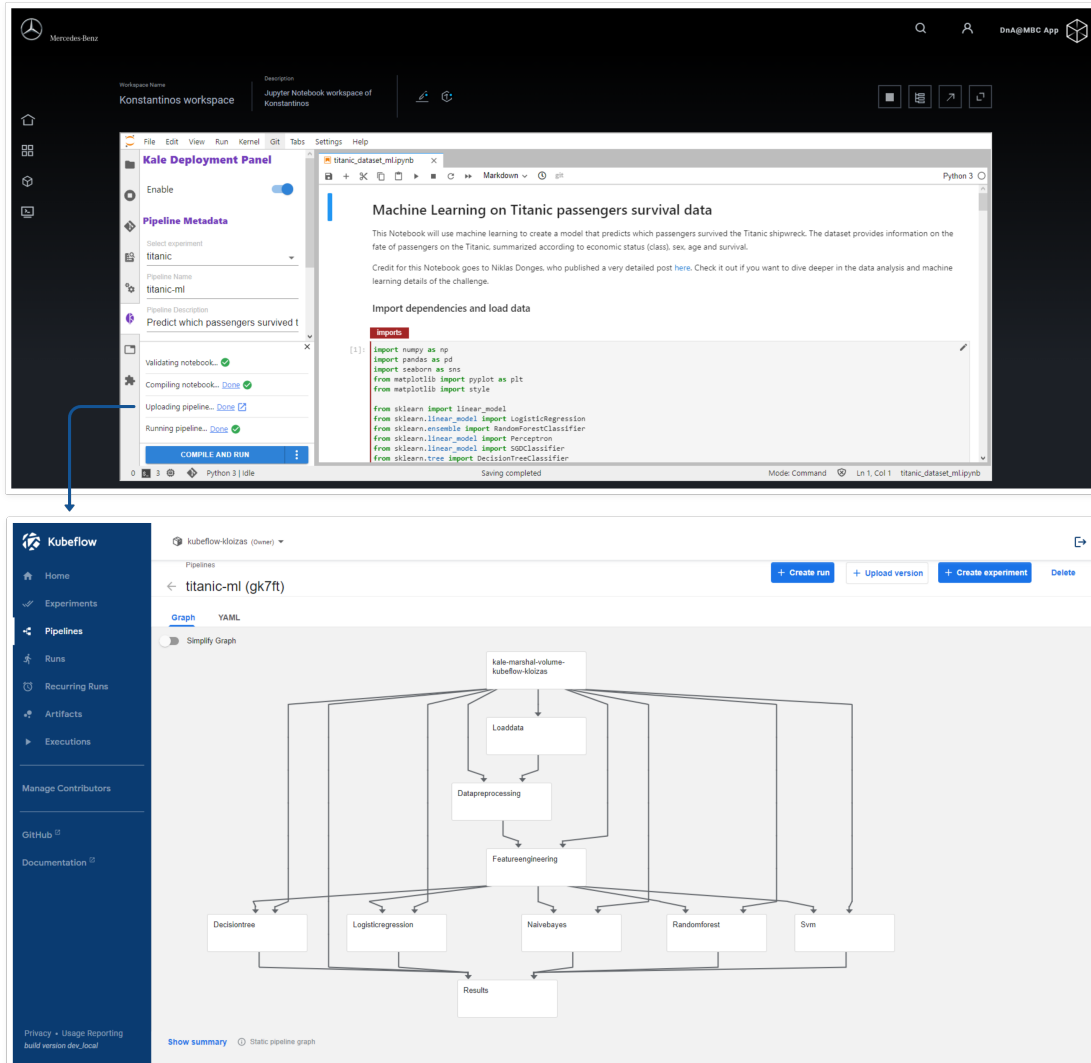 Mercedes-Benz
DnA@MBC App
Workspace Name
Konstantinos workspace
Description
Jupyter Notebook workspace of
Konstantinos
File Edit View Run Kernel Git Tabs Settings Help
Kale Deployment Panel
Enable
Pipeline Metadata
Select experiment
titanic
Pipeline Name
titanic-ml
Pipeline Description
Predict which passengers survived t
Validating notebook...
Compiling notebook... Done
Uploading pipeline... Done
Running pipeline... Done
COMPILE AND RUN
titanic_dataset_ml.ipynb
Markdown
Python 3
Machine Learning on Titanic passengers survival data
This Notebook will use machine learning to create a model that predicts which passengers survived the Titanic shipwreck. The dataset provides information on the
fate of passengers on the Titanic, summarized according to economic status (class), sex, age and survival.
Credit for this Notebook goes to Niklas Donges, who published a very detailed post here. Check it out if you want to dive deeper in the data analysis and machine
learning details of the challenge.
Import dependencies and load data
imports
[1]: import numpy as np
import pandas as pd
import seaborn as sns
from matplotlib import pyplot as plt
from matplotlib import style
from sklearn import linear_model
from sklearn.linear_model import LogisticRegression
from sklearn.ensemble import RandomForestClassifier
from sklearn.linear_model import Perceptron
from sklearn.linear_model import SGDClassifier
from sklearn.tree import DecisionTreeClassifier
0 3 Python 3 | Idle Saving completed Mode: Command Ln 1, Col 1 titanic_dataset_ml.ipynb
Kubeflow
Home
Experiments
Pipelines
Runs
Recurring Runs
Artifacts
Executions
Manage Contributors
GitHub
Documentation
Privacy • Usage Reporting
build version dev_local
kubeflow-kloizas (Owner)
Pipelines
titanic-ml (gk7ft)
+ Create run
+ Upload version
+ Create experiment
Delete
Graph YAML
Simplify Graph
kale-marshal-volume-
kubeflow-kloizas
Loaddata
Datapreprocessing
Featureengineering
Decisiontree
Logisticregression
Naivebayes
Randomforest
Svm
Results
Show summary
Static pipeline graph